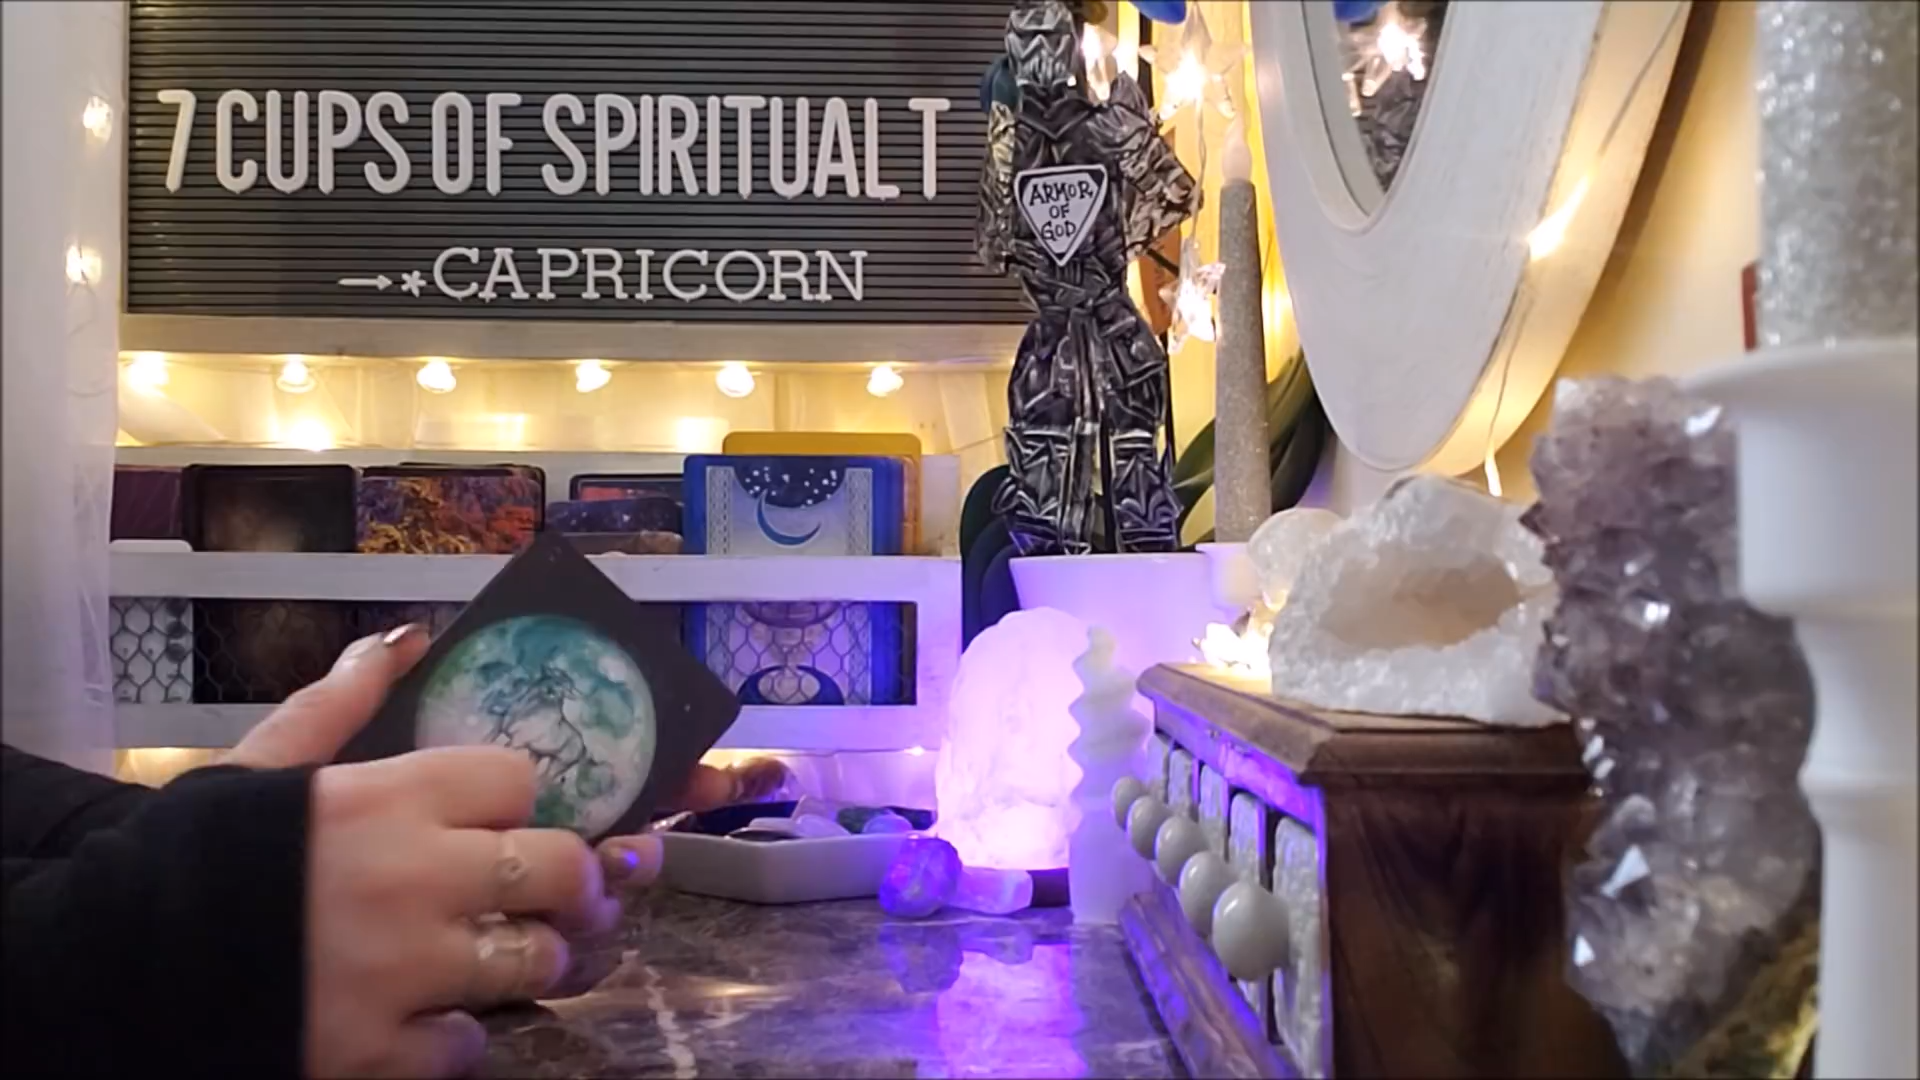 7 CUPS OF SPIRITUAL T
→*CAPRICORN
ARMOR
OF
GOD